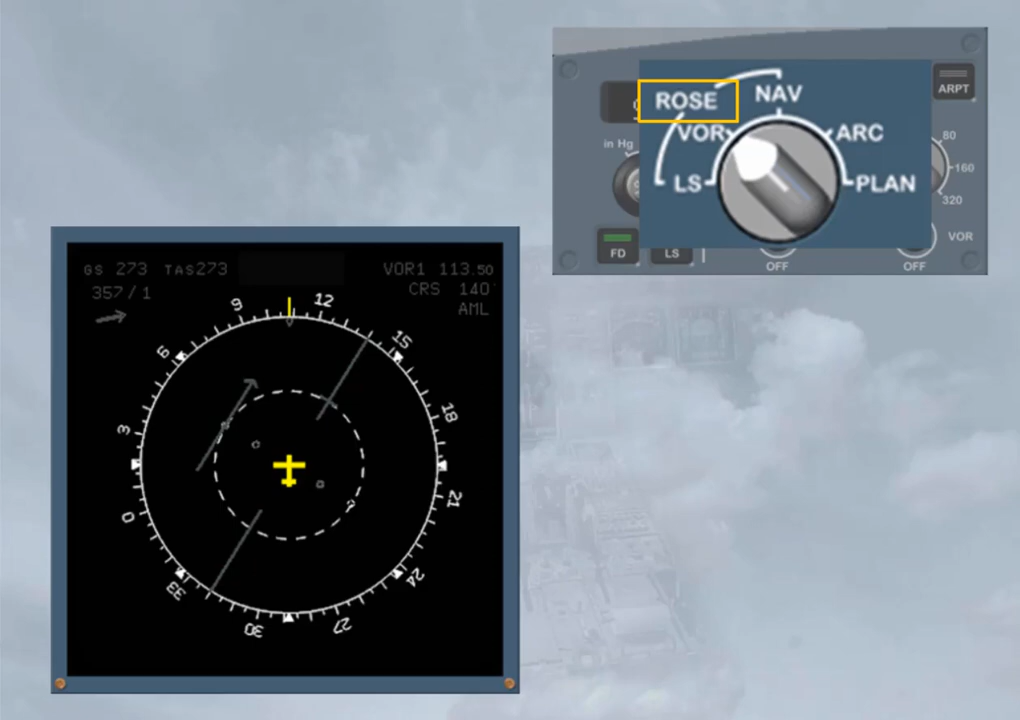 ROSE
NAV
VOR
ARC
LS
PLAN
in Hg
ARPT
80
160
320
FD
LS
OFF
VOR
OFF
GS 273 TAS273
VOR1 113.50
357/1
CRS 140°
AML
9
12
6
15
3
18
0
21
33
24
30
27